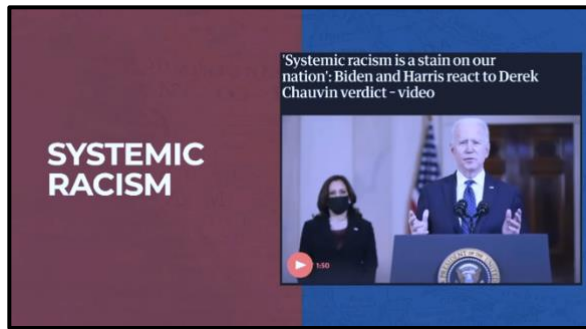 SYSTEMIC
RACISM
'Systemic racism is a stain on our
nation': Biden and Harris react to Derek
Chauvin verdict – video
1:50